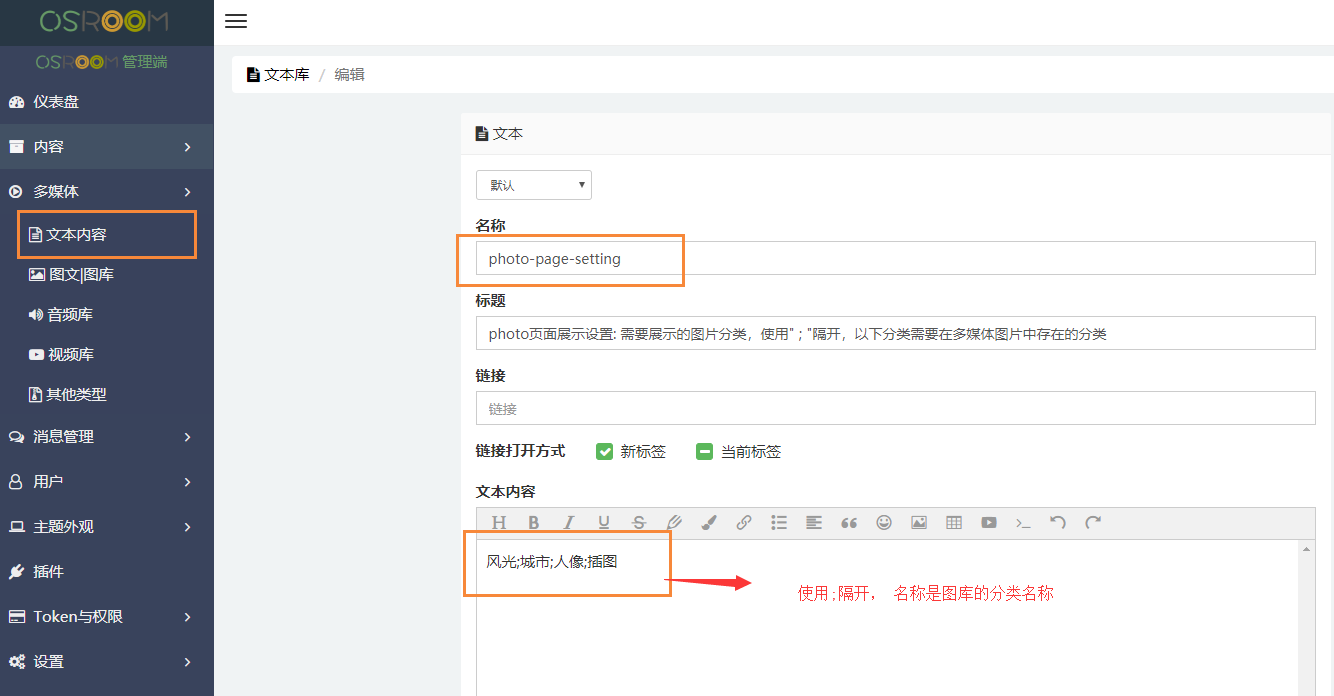 OSROOM
OSROOM 管理端
仪表盘
内容
多媒体
文本内容
图文|图库
音频库
视频库
其他类型
消息管理
用户
主题外观
插件
Token与权限
设置
文本库 / 编辑
文本
默认
名称
photo-page-setting
标题
photo页面展示设置: 需要展示的图片分类，使用" ; "隔开，以下分类需要在多媒体图片中存在的分类
链接
链接
链接打开方式 新标签 当前标签
文本内容
风光;城市;人像;插图
使用;隔开， 名称是图库的分类名称